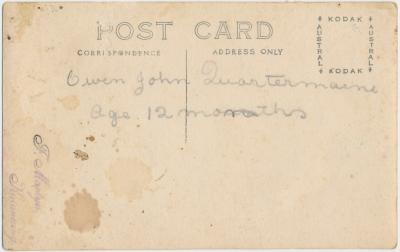 POST CARD
CORRESPONDENCE
ADDRESS ONLY
KODAK
AUSTRAL
AUSTRAL
KODAK
Owen John Quartermaine
Age 12 months